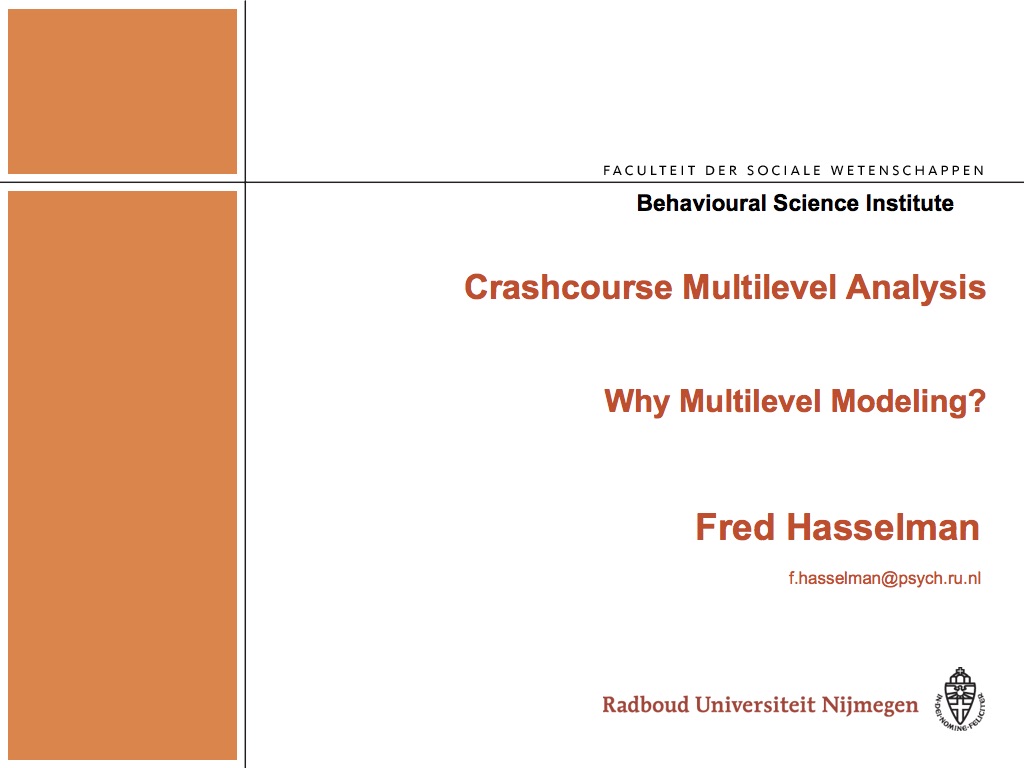 FACULTEIT DER SOCIALE WETENSCHAPPEN
Behavioural Science Institute
Crashcourse Multilevel Analysis
Why Multilevel Modeling?
Fred Hasselman
f.hasselman@psych.ru.nl
Radboud Universiteit Nijmegen
IN·DEI·NOMINE·FELICITER